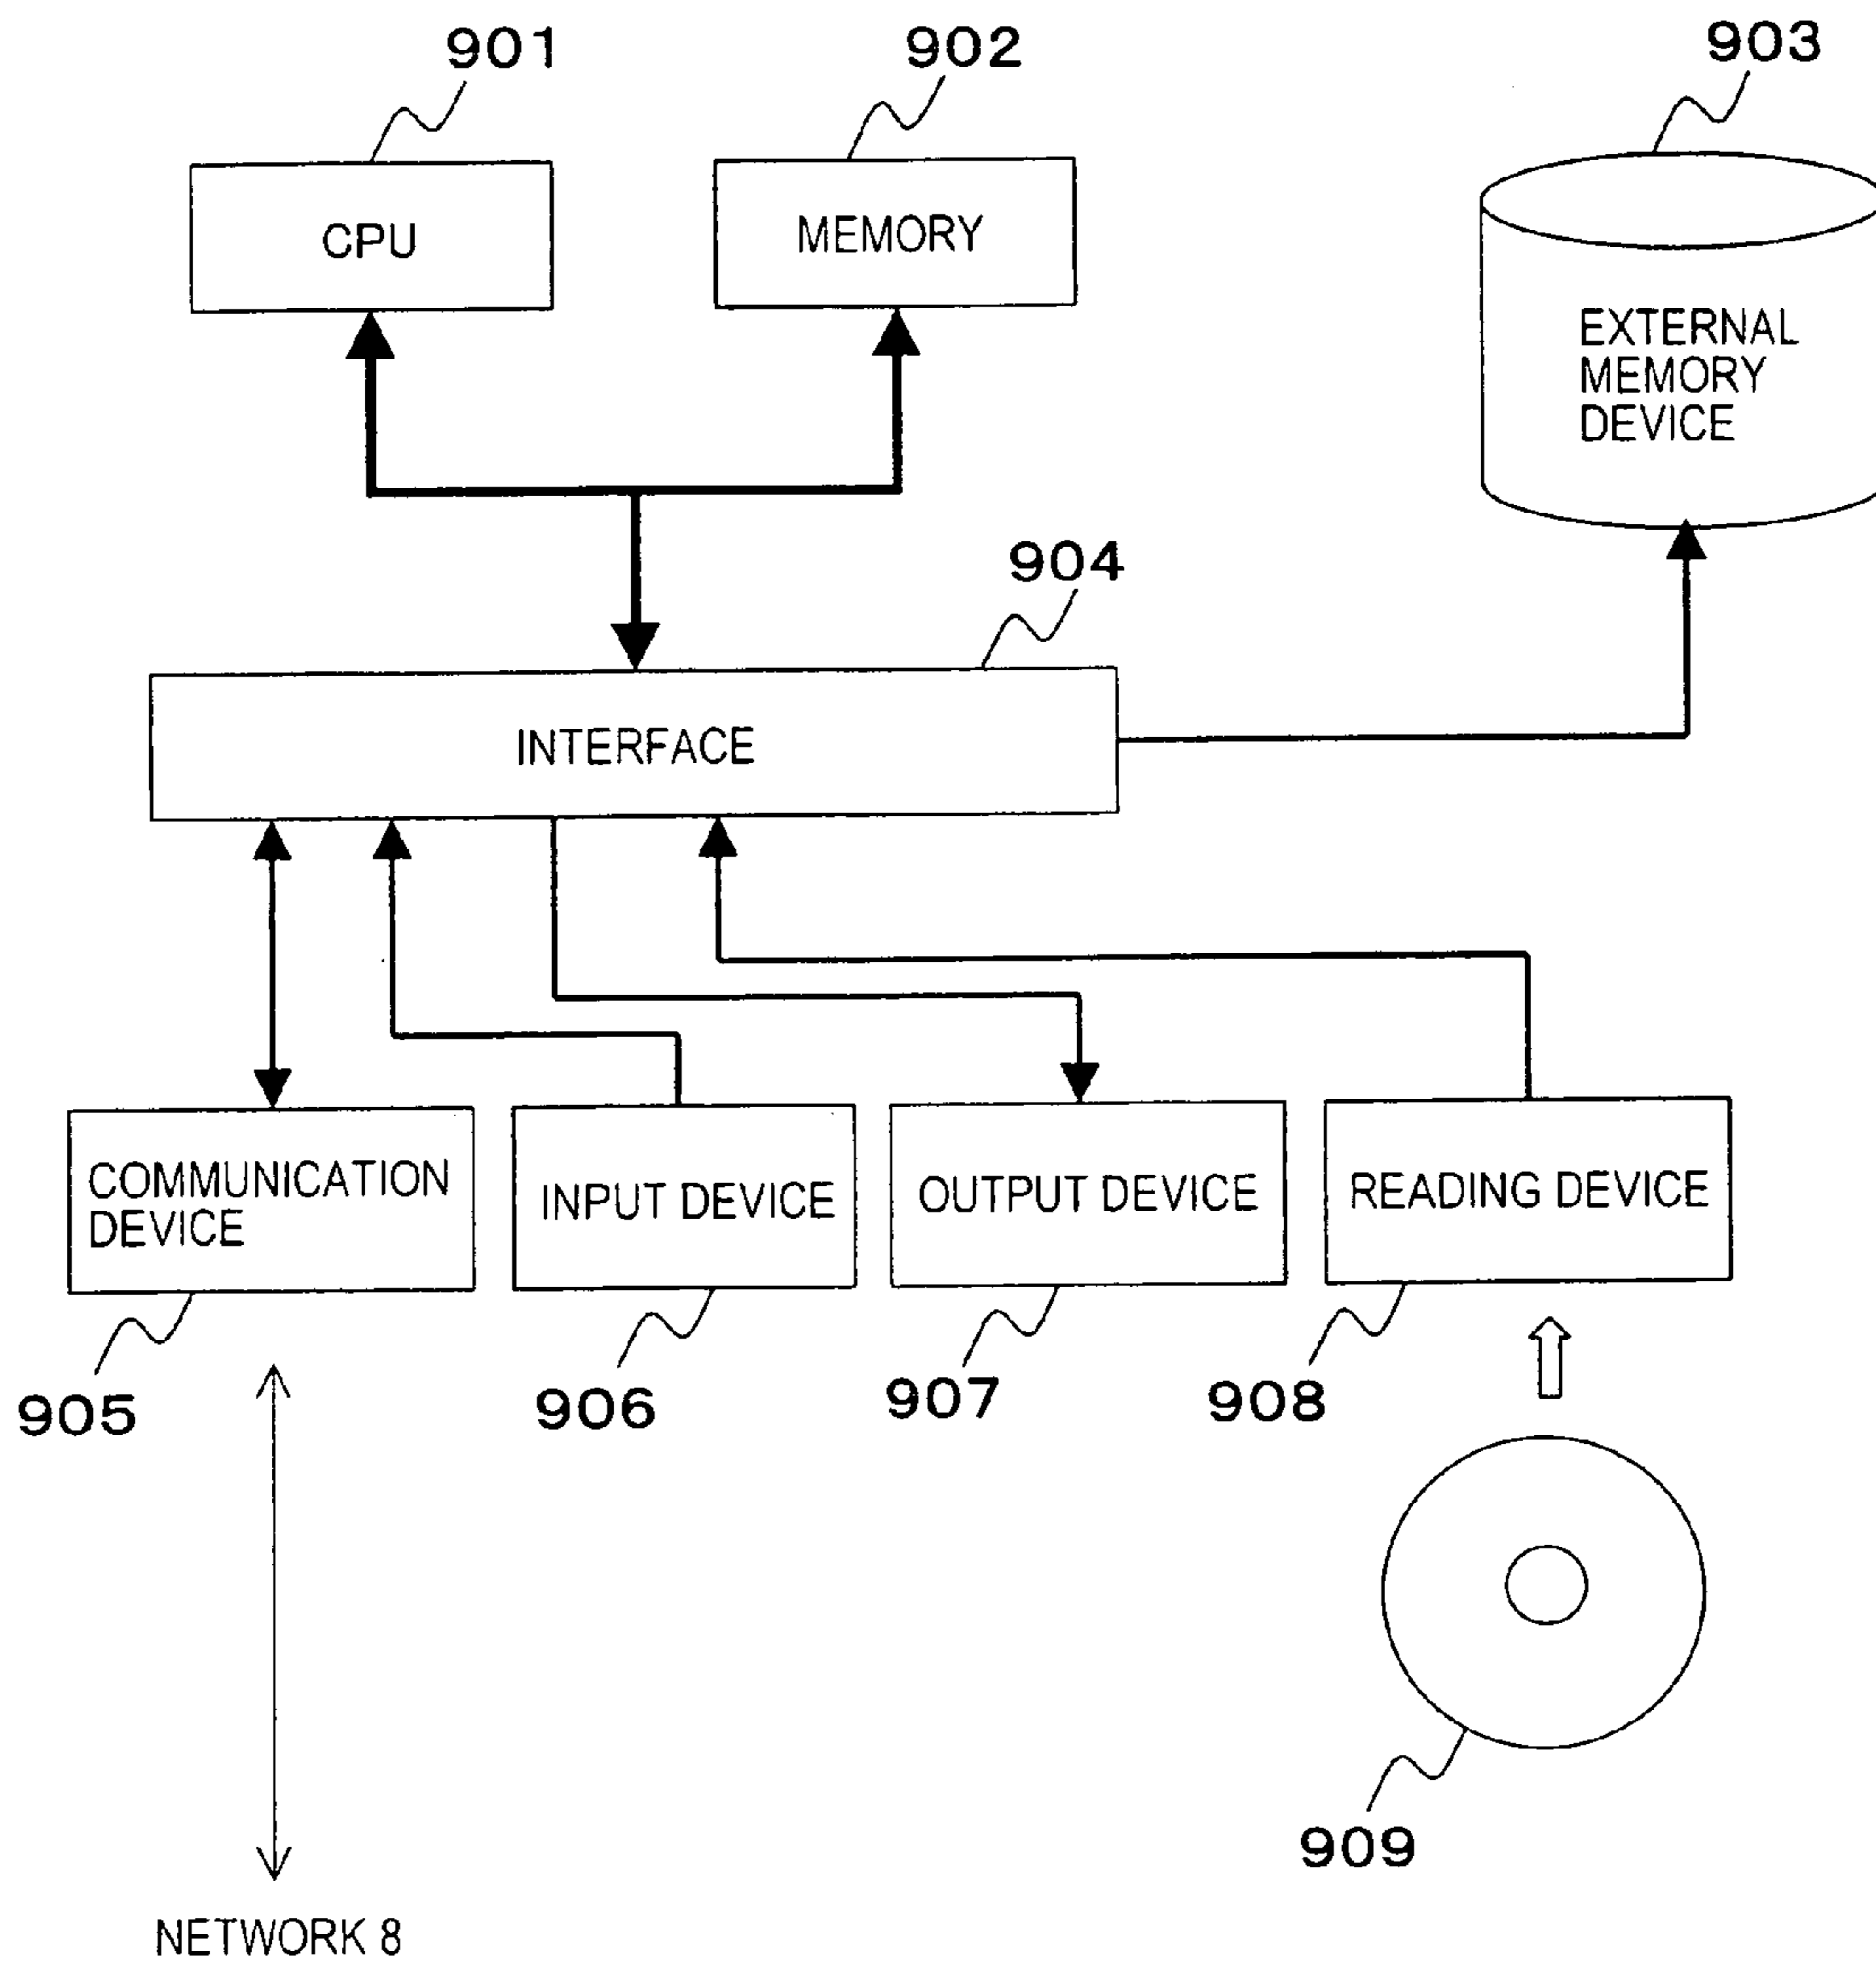 901
902
903
CPU
MEMORY
EXTERNAL
MEMORY
DEVICE
904
INTERFACE
COMMUNICATION
DEVICE
INPUT DEVICE
OUTPUT DEVICE
READING DEVICE
905
906
907
908
909
NETWORK 8